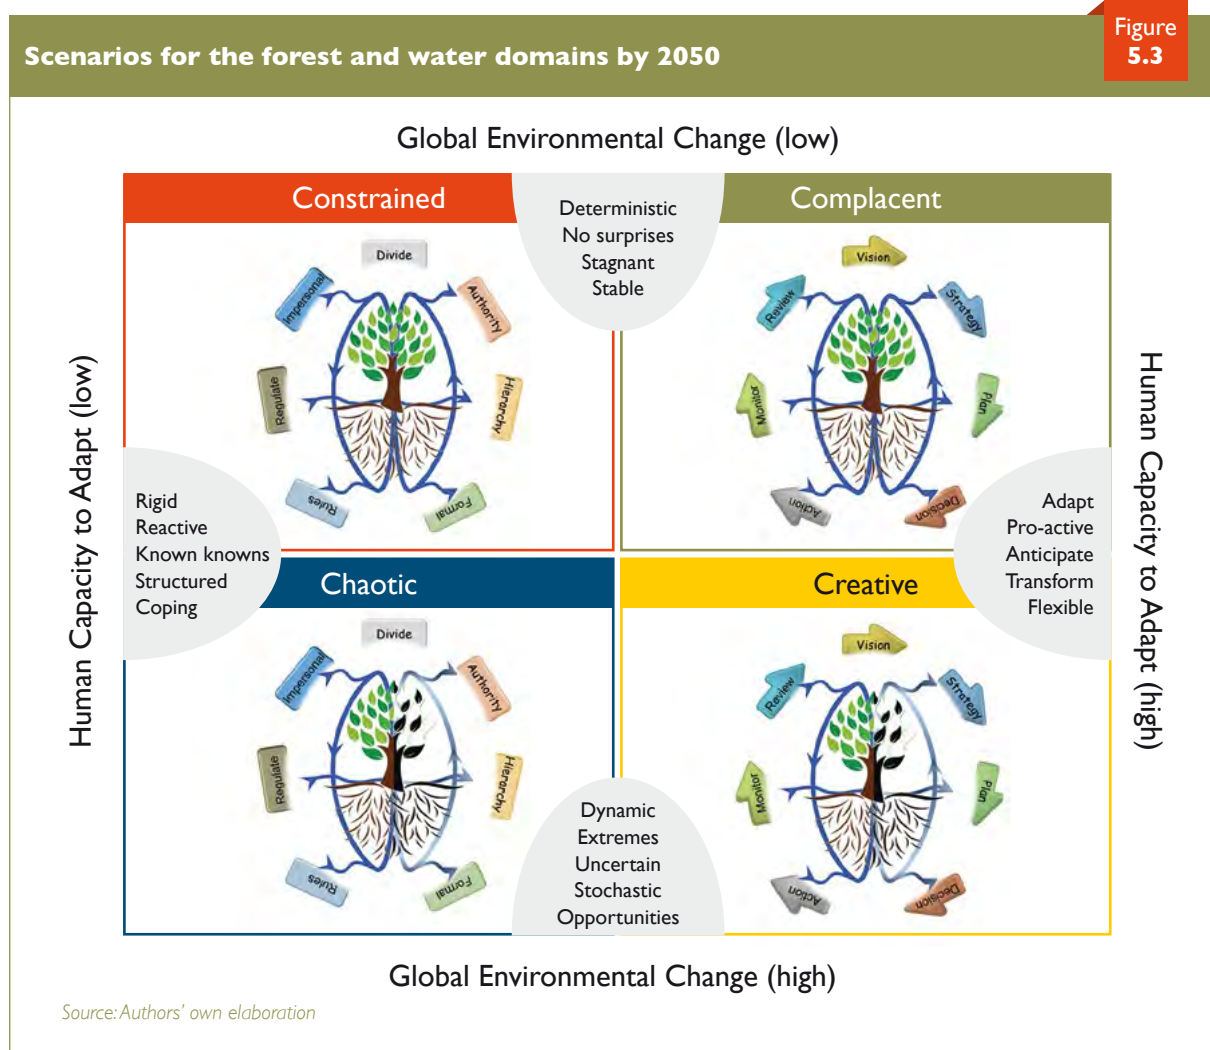 Figure
5.3
Scenarios for the forest and water domains by 2050
Global Environmental Change (low)
Constrained
Complacent
Deterministic
No surprises
Stagnant
Stable
Divide
Impersonal
Authority
Regulate
Hierarchy
Rules
Formal
Vision
Review
Strategy
Monitor
Plan
Action
Decision
Human Capacity to Adapt (low)
Human Capacity to Adapt (high)
Rigid
Reactive
Known knowns
Structured
Coping
Adapt
Pro-active
Anticipate
Transform
Flexible
Chaotic
Creative
Divide
Impersonal
Authority
Regulate
Hierarchy
Rules
Formal
Vision
Review
Strategy
Monitor
Plan
Action
Decision
Dynamic
Extremes
Uncertain
Stochastic
Opportunities
Global Environmental Change (high)
Source: Authors' own elaboration